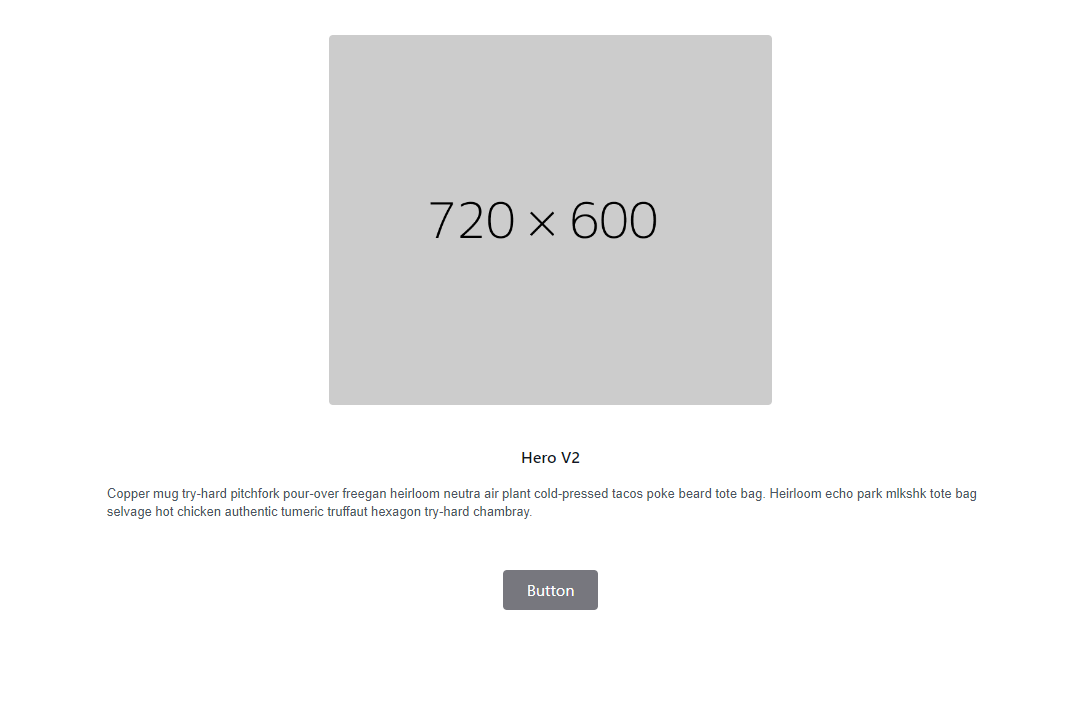 720 × 600
Hero V2
Copper mug try-hard pitchfork pour-over freegan heirloom neutra air plant cold-pressed tacos poke beard tote bag. Heirloom echo park mlkshk tote bag
selvage hot chicken authentic tumeric truffaut hexagon try-hard chambray.
Button